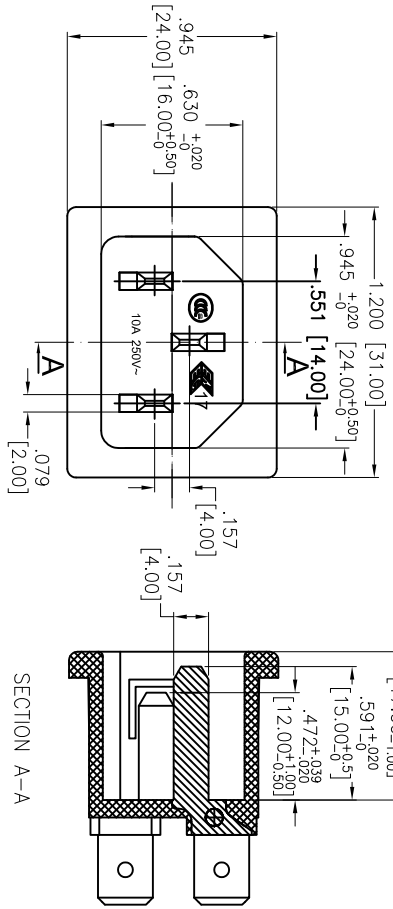 .945
[24.00]
.630 +.020 -0
[16.00+0.50 -0]
1.200 [31.00]
.945 +.020 -0 [24.00+0.50 -0]
.551 [14.00]
A A
10A 250V~
CCC
17
.079
[2.00]
.157
[4.00]
.157
[4.00]
.591+.020 -0
[15.00+0.5 -0]
.472+.039 -.020
[12.00+1.00 -0.50]
SECTION A-A